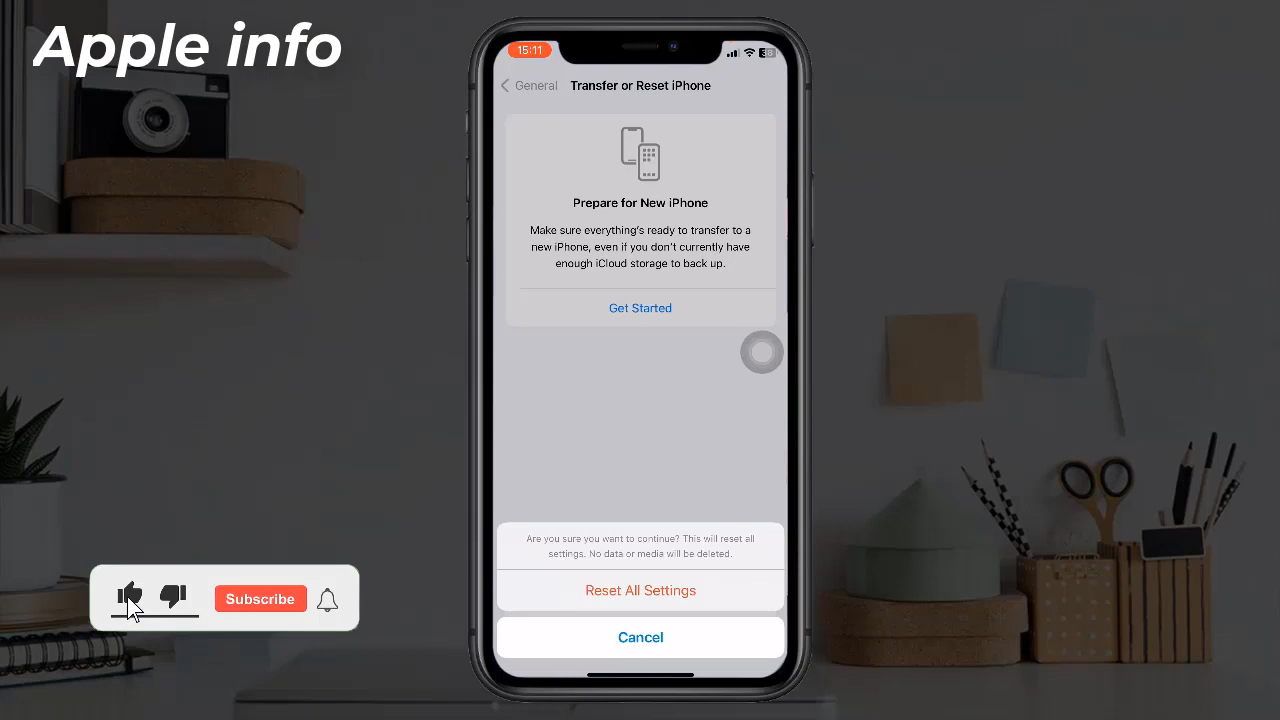 Apple info
15:11
General
Transfer or Reset iPhone
Prepare for New iPhone
Make sure everything's ready to transfer to a
new iPhone, even if you don't currently have
enough iCloud storage to back up.
Get Started
Are you sure you want to continue? This will reset all
settings. No data or media will be deleted.
Reset All Settings
Cancel
Subscribe